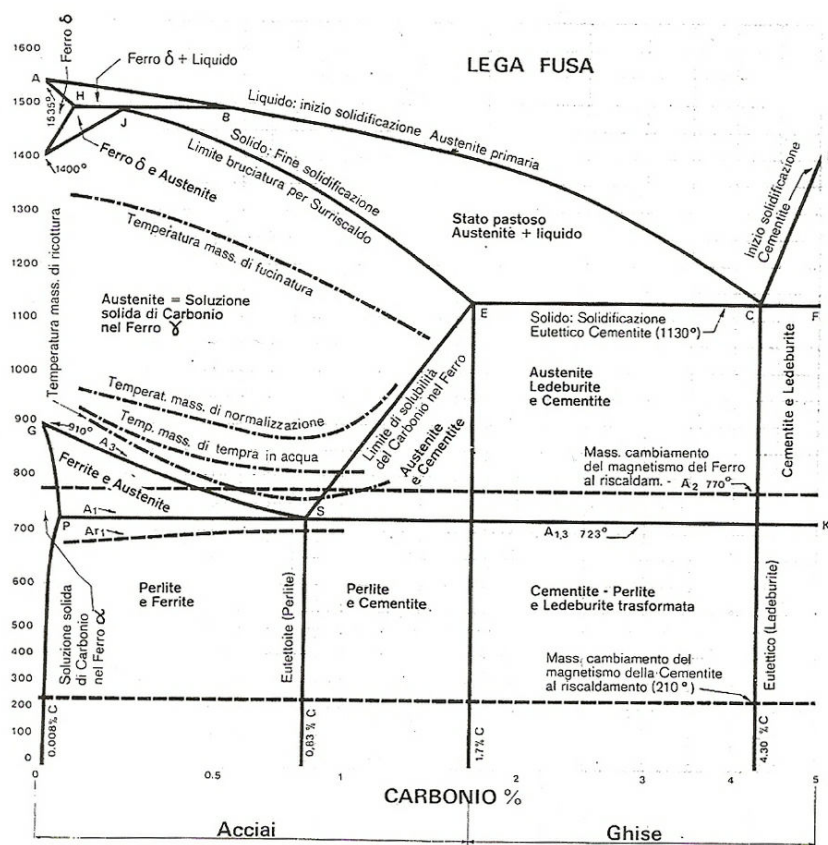 Ferro δ
1600
Ferro δ + Liquido
LEGA FUSA
A
H
1500
1535°
J
B
Liquido: inizio solidificazione Austenite primaria
Solido: Fine solidificazione
Limite bruciatura per
Surriscaldo
1400
1400°
Ferro δ e Austenite
Inizio solidificazione
Cementite
1300
Temperatura mass. di
fucinatura
Stato pastoso
Austenite + liquido
1200
Temperatura mass. di ricottura
Austenite = Soluzione
solida di Carbonio
nel Ferro γ
1100
E
C
F
Solido: Solidificazione
Eutettico Cementite (1130°)
1000
Limite di solubilità
del Carbonio nel Ferro
Austenite
e Cementite
Austenite
Ledeburite
e Cementite
Cementite e Ledeburite
Temperat. mass. di normalizzazione
Temp. mass. di tempra in acqua
900
G
910°
A3
Ferrite e Austenite
800
Mass. cambiamento
del magnetismo del Ferro
al riscaldam. - A2 770°
A1
S
P
700
Ar1
A1,3 723°
K
600
Soluzione solida
di Carbonio
nel Ferro α
Perlite
e Ferrite
Eutettoite (Perlite)
Perlite
e Cementite
Cementite - Perlite
e Ledeburite trasformata
Eutettico (Ledeburite)
500
400
300
Mass. cambiamento del
magnetismo della Cementite
al riscaldamento (210°)
200
100
0
0.008% C
0,83 % C
1.7% C
4.30 % C
0
0.5
1
2
3
4
5
CARBONIO %
Acciai
Ghise